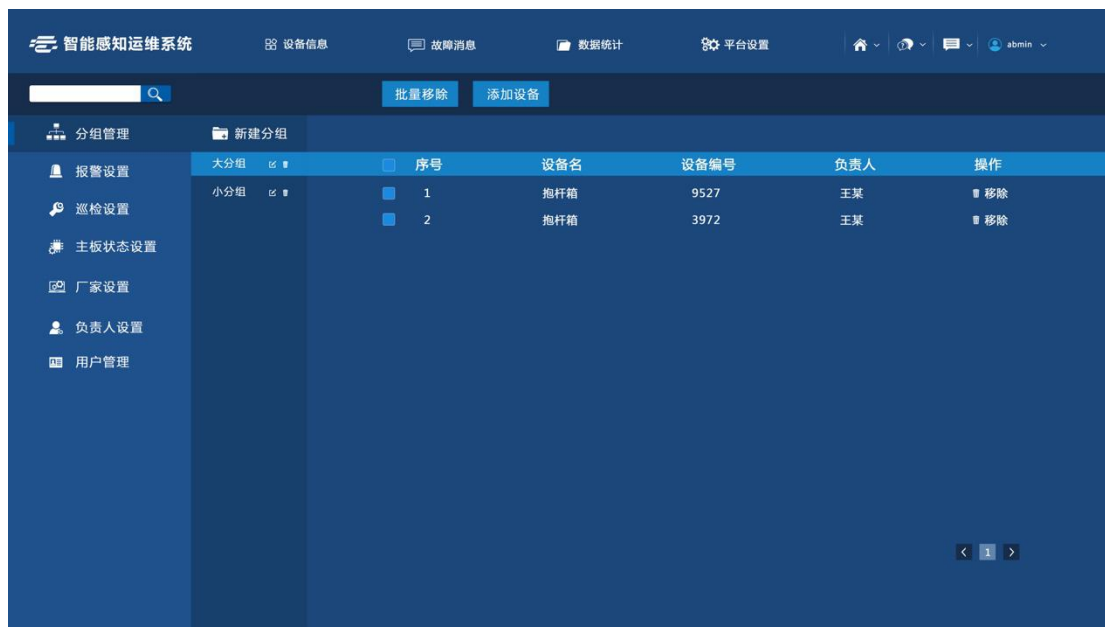 智能感知运维系统 设备信息 故障消息 数据统计 平台设置 abmin
批量移除 添加设备
分组管理 新建分组
报警设置 大分组 序号 设备名 设备编号 负责人 操作
小分组 1 抱杆箱 9527 王某 移除
巡检设置 2 抱杆箱 3972 王某 移除
主板状态设置
厂家设置
负责人设置
用户管理
1